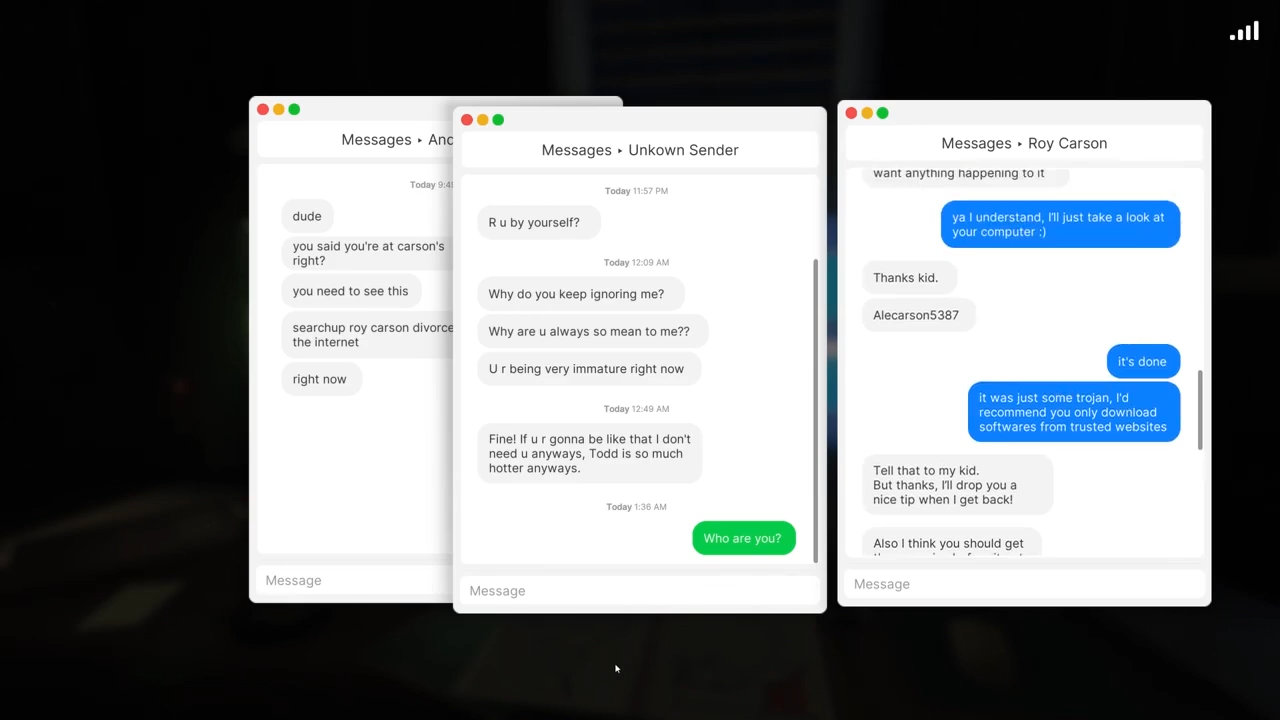 Messages ▸ And
Today 9:4
dude
you said you're at carson's
right?
you need to see this
searchup roy carson divorce
the internet
right now
Message
Messages ▸ Unkown Sender
Today 11:57 PM
R u by yourself?
Today 12:09 AM
Why do you keep ignoring me?
Why are u always so mean to me??
U r being very immature right now
Today 12:49 AM
Fine! If u r gonna be like that I don't
need u anyways, Todd is so much
hotter anyways.
Today 1:36 AM
Who are you?
Message
Messages ▸ Roy Carson
want anything happening to it
ya I understand, I'll just take a look at
your computer :)
Thanks kid.
Alecarson5387
it's done
it was just some trojan, I'd
recommend you only download
softwares from trusted websites
Tell that to my kid.
But thanks, I'll drop you a
nice tip when I get back!
Also I think you should get
Message